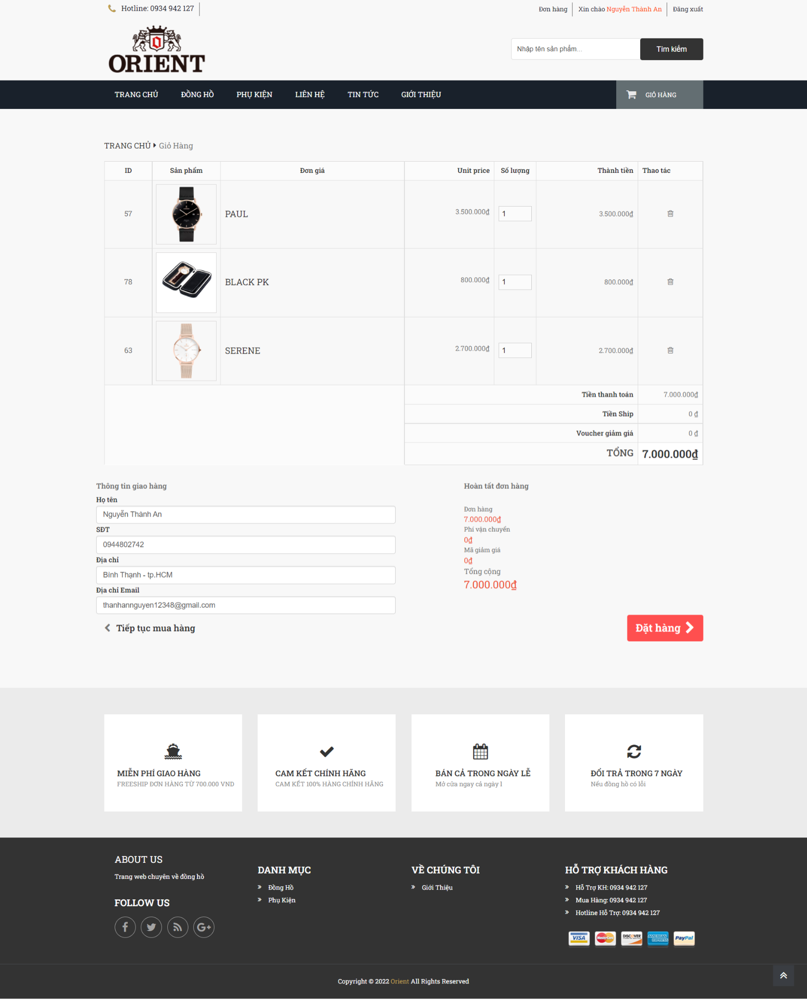 Hotline: 0934 942 127
Đơn hàng
Xin chào Nguyễn Thành An
Đăng xuất
ORIENT
Nhập tên sản phẩm...
Tìm kiếm
TRANG CHỦ
ĐỒNG HỒ
PHỤ KIỆN
LIÊN HỆ
TIN TỨC
GIỚI THIỆU
GIỎ HÀNG
TRANG CHỦ Giỏ Hàng
ID Sản phẩm Đơn giá Unit price Số lượng Thành tiền Thao tác
57 PAUL 3.500.000₫ 1 3.500.000₫
78 BLACK PK 800.000₫ 1 800.000₫
63 SERENE 2.700.000₫ 1 2.700.000₫
Tiền thanh toán 7.000.000₫
Tiền Ship 0 ₫
Voucher giảm giá 0 ₫
TỔNG 7.000.000₫
Thông tin giao hàng
Họ tên
Nguyễn Thành An
SĐT
0944802742
Địa chỉ
Bình Thạnh - tp.HCM
Địa chỉ Email
thanhannguyen12348@gmail.com
Tiếp tục mua hàng
Hoàn tất đơn hàng
Đơn hàng
7.000.000₫
Phí vận chuyển
0₫
Mã giảm giá
0₫
Tổng cộng
7.000.000₫
Đặt hàng
MIỄN PHÍ GIAO HÀNG
FREESHIP ĐƠN HÀNG TỪ 700.000 VND
CAM KẾT CHÍNH HÃNG
CAM KẾT 100% HÀNG CHÍNH HÃNG
BÁN CẢ TRONG NGÀY LỄ
Mở cửa ngay cả ngày l
ĐỔI TRẢ TRONG 7 NGÀY
Nếu đồng hồ có lỗi
ABOUT US
Trang web chuyên về đồng hồ
FOLLOW US
DANH MỤC
Đồng Hồ
Phụ Kiện
VỀ CHÚNG TÔI
Giới Thiệu
HỖ TRỢ KHÁCH HÀNG
Hỗ Trợ KH: 0934 942 127
Mua Hàng: 0934 942 127
Hotline Hỗ Trợ: 0934 942 127
VISA MasterCard DISCOVER AMERICAN EXPRESS PayPal
Copyright © 2022 Orient All Rights Reserved